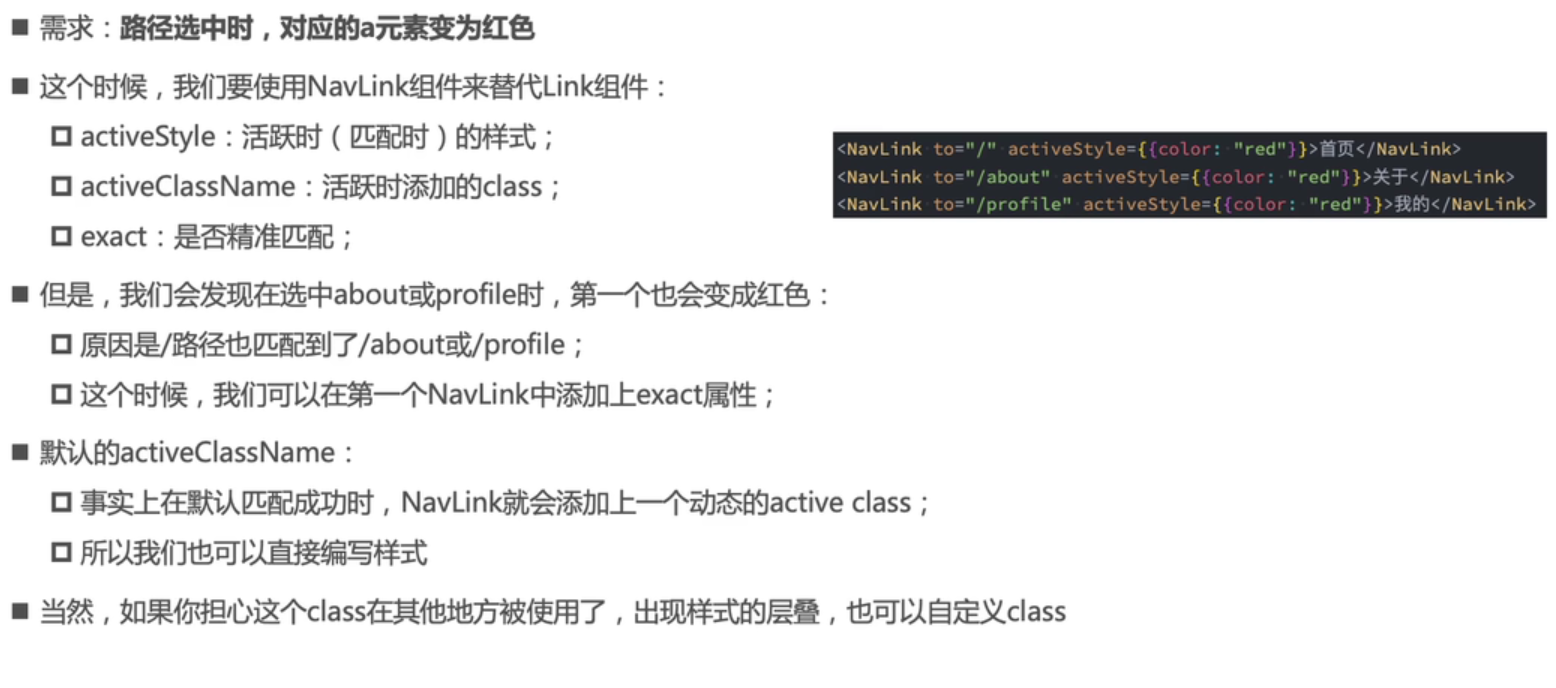 ■ 需求：路径选中时，对应的a元素变为红色
■ 这个时候，我们要使用NavLink组件来替代Link组件：
□ activeStyle：活跃时（匹配时）的样式；
□ activeClassName：活跃时添加的class；
□ exact：是否精准匹配；
<NavLink to="/" activeStyle={{color: "red"}}>首页</NavLink>
<NavLink to="/about" activeStyle={{color: "red"}}>关于</NavLink>
<NavLink to="/profile" activeStyle={{color: "red"}}>我的</NavLink>
■ 但是，我们会发现在选中about或profile时，第一个也会变成红色：
□ 原因是/路径也匹配到了/about或/profile；
□ 这个时候，我们可以在第一个NavLink中添加上exact属性；
■ 默认的activeClassName：
□ 事实上在默认匹配成功时，NavLink就会添加上一个动态的active class；
□ 所以我们也可以直接编写样式
■ 当然，如果你担心这个class在其他地方被使用了，出现样式的层叠，也可以自定义class